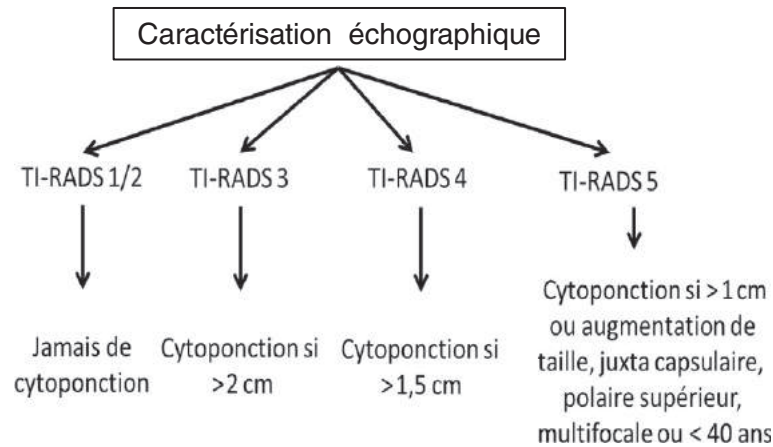 Caractérisation échographique
TI-RADS 1/2
TI-RADS 3
TI-RADS 4
TI-RADS 5
Jamais de
cytoponction
Cytoponction si
>2 cm
Cytoponction si
>1,5 cm
Cytoponction si >1 cm
ou augmentation de
taille, juxta capsulaire,
polaire supérieur,
multifocale ou < 40 ans